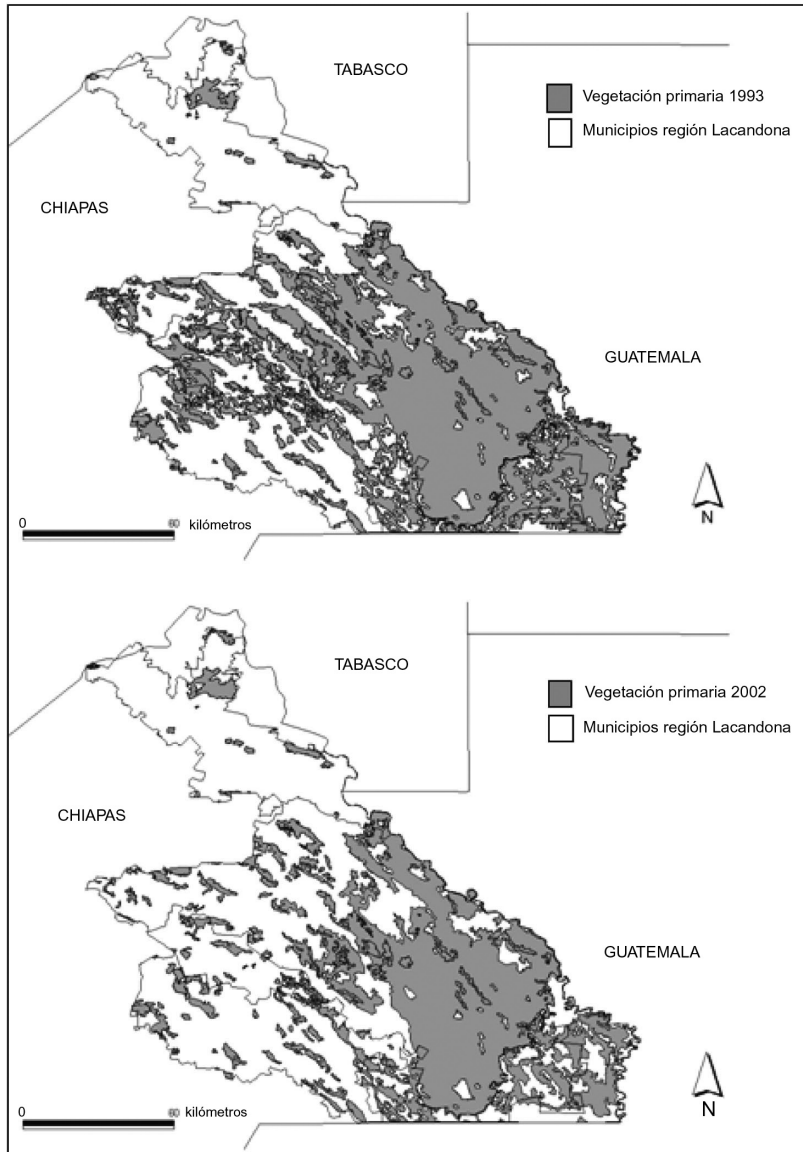 TABASCO
Vegetación primaria 1993
Municipios región Lacandona
CHIAPAS
GUATEMALA
0
60
kilómetros
N
TABASCO
Vegetación primaria 2002
Municipios región Lacandona
CHIAPAS
GUATEMALA
0
60
kilómetros
N